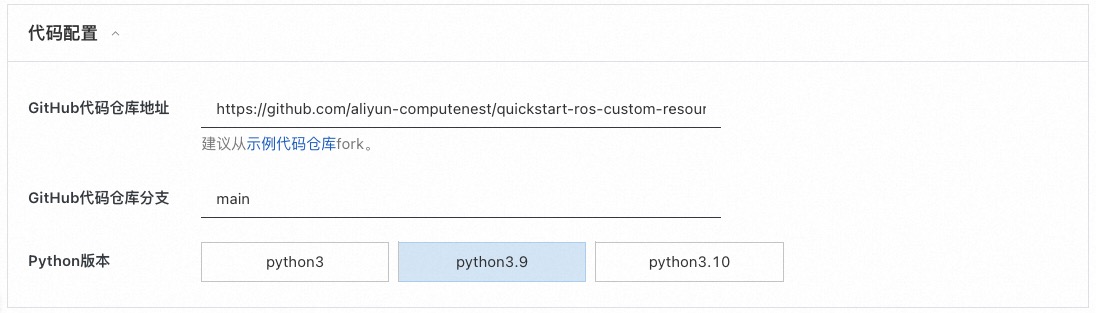 代码配置
GitHub代码仓库地址
https://github.com/aliyun-computenest/quickstart-ros-custom-resour
建议从示例代码仓库fork。
GitHub代码仓库分支
main
Python版本
python3
python3.9
python3.10